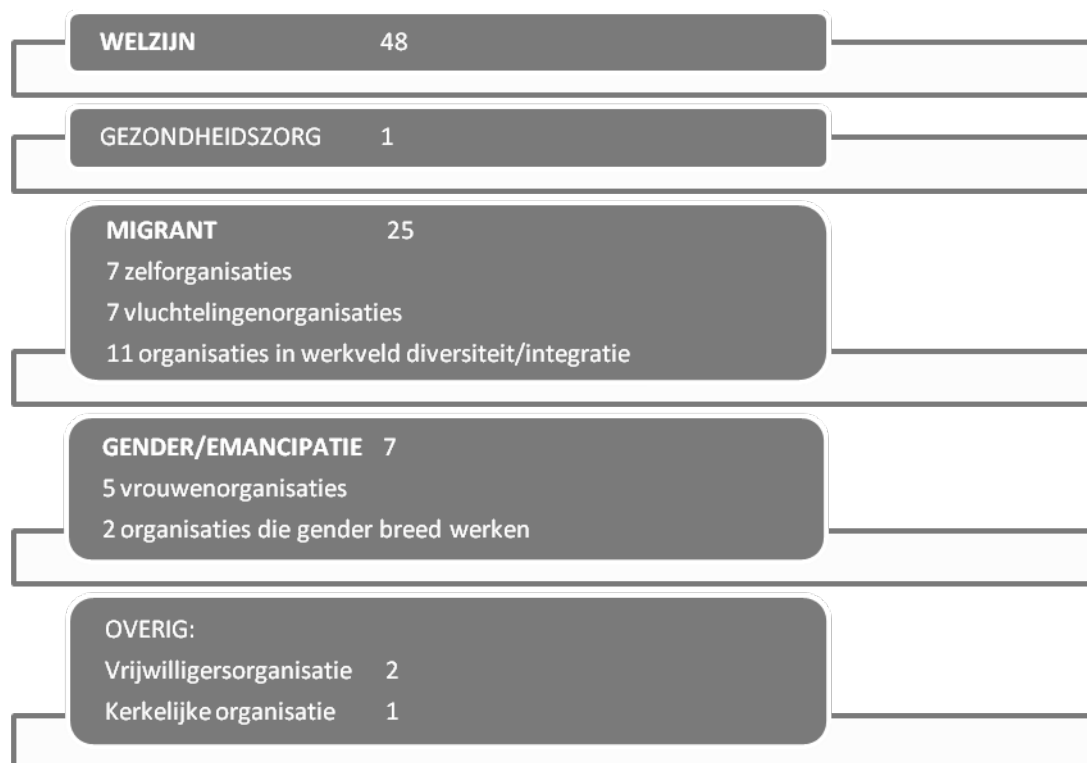 WELZIJN 48
GEZONDHEIDSZORG 1
MIGRANT 25
7 zelforganisaties
7 vluchtelingenorganisaties
11 organisaties in werkveld diversiteit/integratie
GENDER/EMANCIPATIE 7
5 vrouwenorganisaties
2 organisaties die gender breed werken
OVERIG:
Vrijwilligersorganisatie 2
Kerkelijke organisatie 1